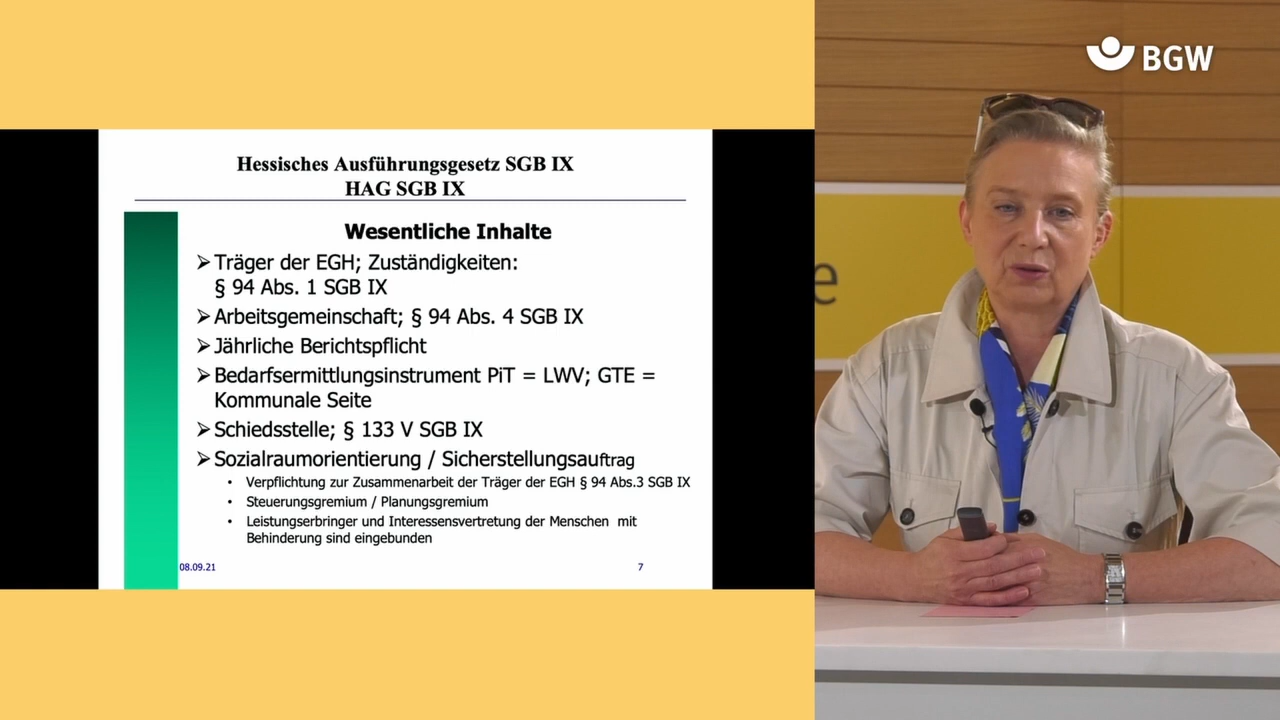 Hessisches Ausführungsgesetz SGB IX
HAG SGB IX
Wesentliche Inhalte
➢ Träger der EGH; Zuständigkeiten:
§ 94 Abs. 1 SGB IX
➢ Arbeitsgemeinschaft; § 94 Abs. 4 SGB IX
➢ Jährliche Berichtspflicht
➢ Bedarfsermittlungsinstrument PiT = LWV; GTE =
Kommunale Seite
➢ Schiedsstelle; § 133 V SGB IX
➢ Sozialraumorientierung / Sicherstellungsauftrag
• Verpflichtung zur Zusammenarbeit der Träger der EGH § 94 Abs.3 SGB IX
• Steuerungsgremium / Planungsgremium
• Leistungserbringer und Interessensvertretung der Menschen mit
Behinderung sind eingebunden
08.09.21
7
BGW